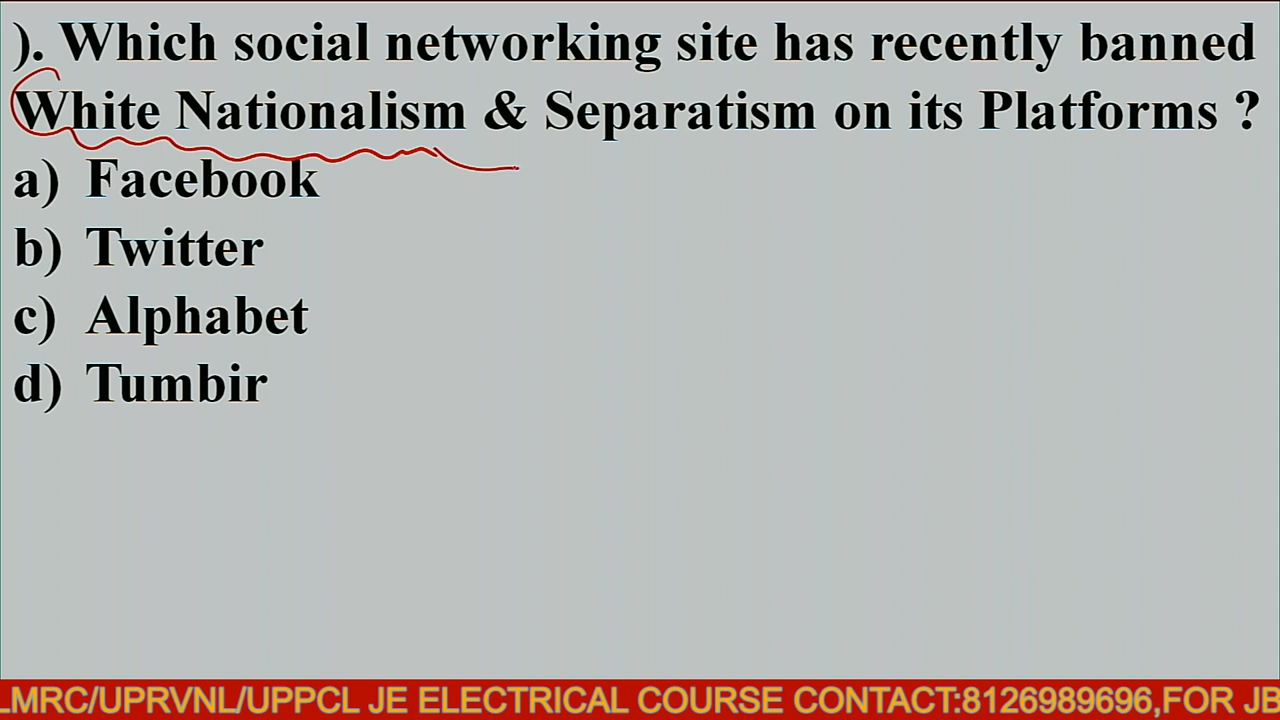 ). Which social networking site has recently banned
White Nationalism & Separatism on its Platforms ?
a) Facebook
b) Twitter
c) Alphabet
d) Tumbir
LMRC/UPRVNL/UPPCL JE ELECTRICAL COURSE CONTACT:8126989696,FOR JB